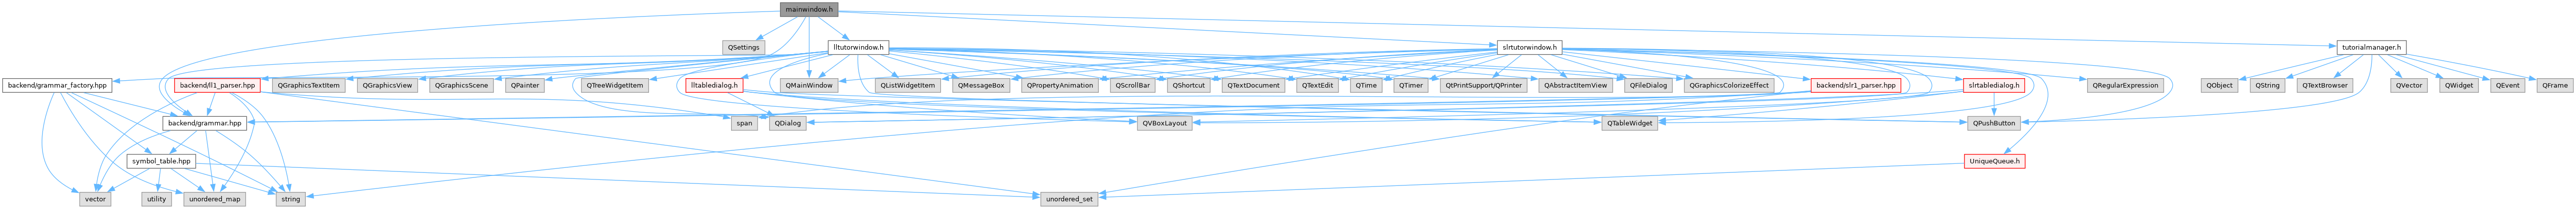 mainwindow.h
QSettings
lltutorwindow.h
slrtutorwindow.h
tutorialmanager.h
backend/grammar_factory.hpp
backend/ll1_parser.hpp
QGraphicsTextItem
QGraphicsView
QGraphicsScene
QPainter
QTreeWidgetItem
lltabledialog.h
QMainWindow
QListWidgetItem
QMessageBox
QPropertyAnimation
QScrollBar
QShortcut
QTextDocument
QTextEdit
QTime
QTimer
QtPrintSupport/QPrinter
QAbstractItemView
QFileDialog
QGraphicsColorizeEffect
backend/slr1_parser.hpp
slrtabledialog.h
QRegularExpression
QObject
QString
QTextBrowser
QVector
QWidget
QEvent
QFrame
backend/grammar.hpp
span
QDialog
QVBoxLayout
QTableWidget
QPushButton
symbol_table.hpp
UniqueQueue.h
vector
utility
unordered_map
string
unordered_set